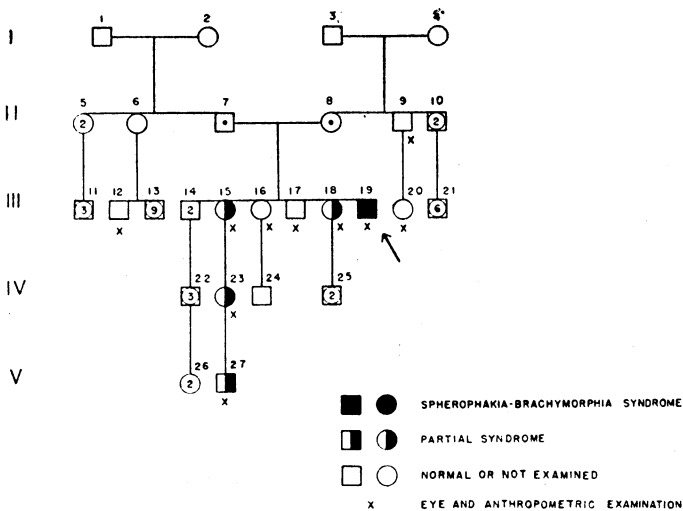 I 1 2 3 4
II 5 6 7 8 9 10
2 2
x
III 11 12 13 14 15 16 17 18 19 20 21
3 9 2 2 6
x x x x x x x
IV 22 23 24 25
3 2
x
V 26 27
2
x
SPHEROPHAKIA-BRACHYMORPHIA SYNDROME
PARTIAL SYNDROME
NORMAL OR NOT EXAMINED
x EYE AND ANTHROPOMETRIC EXAMINATION